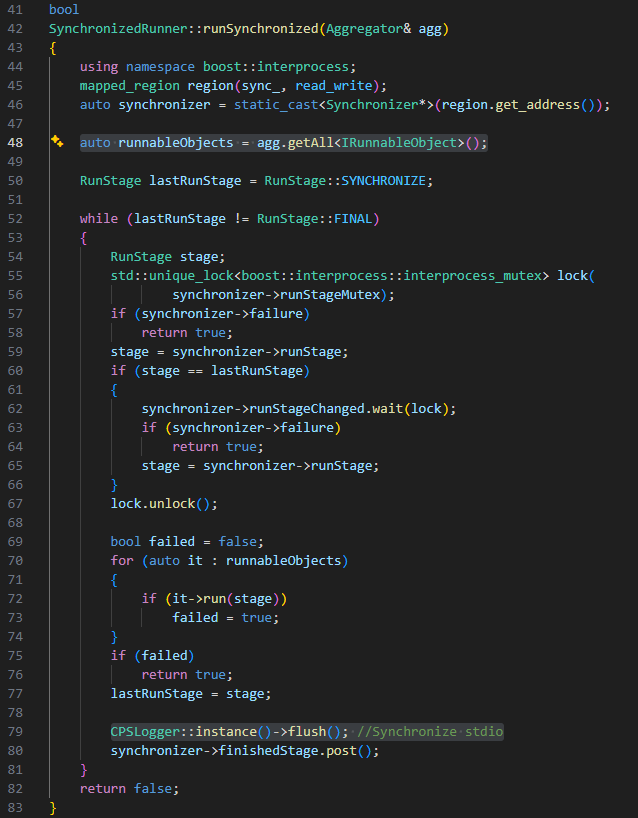 41 bool
42 SynchronizedRunner::runSynchronized(Aggregator& agg)
43 {
44     using namespace boost::interprocess;
45     mapped_region region(sync_, read_write);
46     auto synchronizer = static_cast<Synchronizer*>(region.get_address());
47
48     auto runnableObjects = agg.getAll<IRunnableObject>();
49
50     RunStage lastRunStage = RunStage::SYNCHRONIZE;
51
52     while (lastRunStage != RunStage::FINAL)
53     {
54         RunStage stage;
55         std::unique_lock<boost::interprocess::interprocess_mutex> lock(
56                 synchronizer->runStageMutex);
57         if (synchronizer->failure)
58             return true;
59         stage = synchronizer->runStage;
60         if (stage == lastRunStage)
61         {
62             synchronizer->runStageChanged.wait(lock);
63             if (synchronizer->failure)
64                 return true;
65             stage = synchronizer->runStage;
66         }
67         lock.unlock();
68
69         bool failed = false;
70         for (auto it : runnableObjects)
71         {
72             if (it->run(stage))
73                 failed = true;
74         }
75         if (failed)
76             return true;
77         lastRunStage = stage;
78
79         CPSLogger::instance()->flush(); //Synchronize stdio
80         synchronizer->finishedStage.post();
81     }
82     return false;
83 }